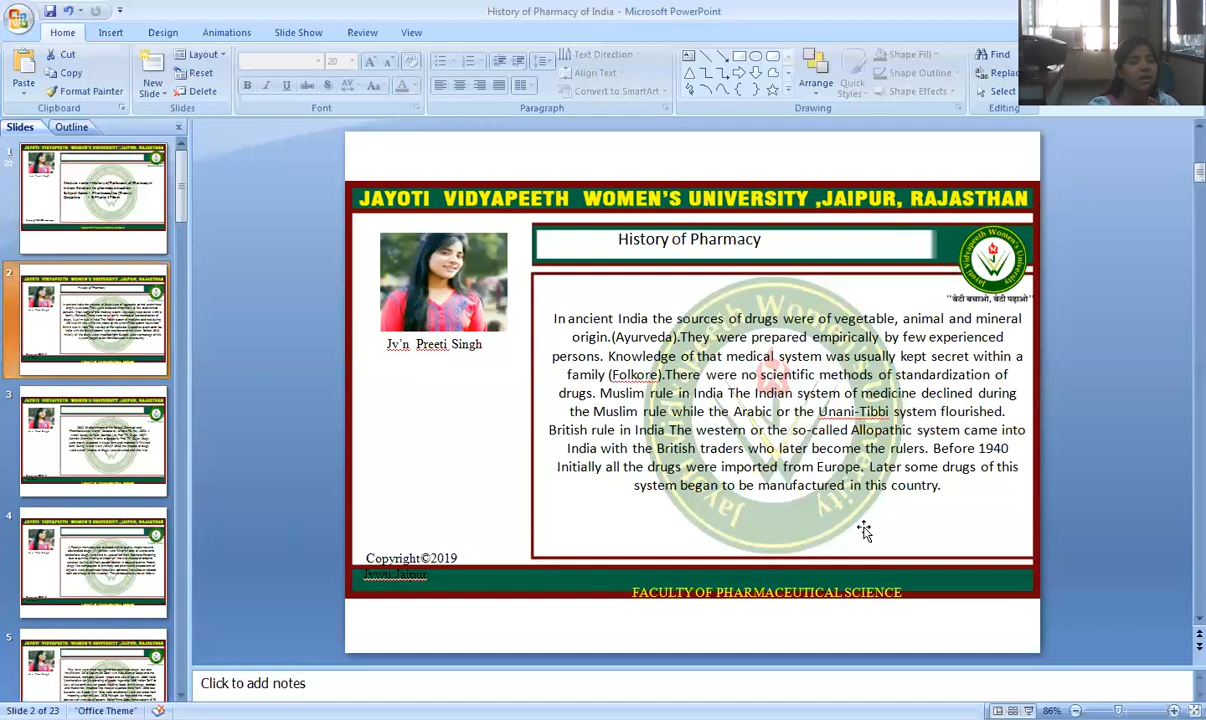 History of Pharmacy of India - Microsoft PowerPoint
Home
Insert
Design
Animations
Slide Show
Review
View
Paste
Cut
Copy
Format Painter
Clipboard
New
Slide
Layout
Reset
Delete
Slides
20
Font
Text Direction
Align Text
Convert to SmartArt
Paragraph
Arrange
Quick
Styles
Shape Fill
Shape Outline
Shape Effects
Drawing
Find
Replac
Select
Editing
Slides
Outline
1
2
3
4
5
JAYOTI VIDYAPEETH WOMEN'S UNIVERSITY ,JAIPUR, RAJASTHAN
History of Pharmacy
"बेटी बचाओ, बेटी पढ़ाओ"
Jv'n Preeti Singh
In ancient India the sources of drugs were of vegetable, animal and mineral
origin.(Ayurveda).They were prepared empirically by few experienced
persons. Knowledge of that medical system was usually kept secret within a
family (Folkore).There were no scientific methods of standardization of
drugs. Muslim rule in India The Indian system of medicine declined during
the Muslim rule while the Arabic or the Unani-Tibbi system flourished.
British rule in India The western or the so-called Allopathic system came into
India with the British traders who later become the rulers. Before 1940
Initially all the drugs were imported from Europe. Later some drugs of this
system began to be manufactured in this country.
Copyright©2019
Jvwu Jaipur
FACULTY OF PHARMACEUTICAL SCIENCE
Click to add notes
Slide 2 of 23
"Office Theme"
86%